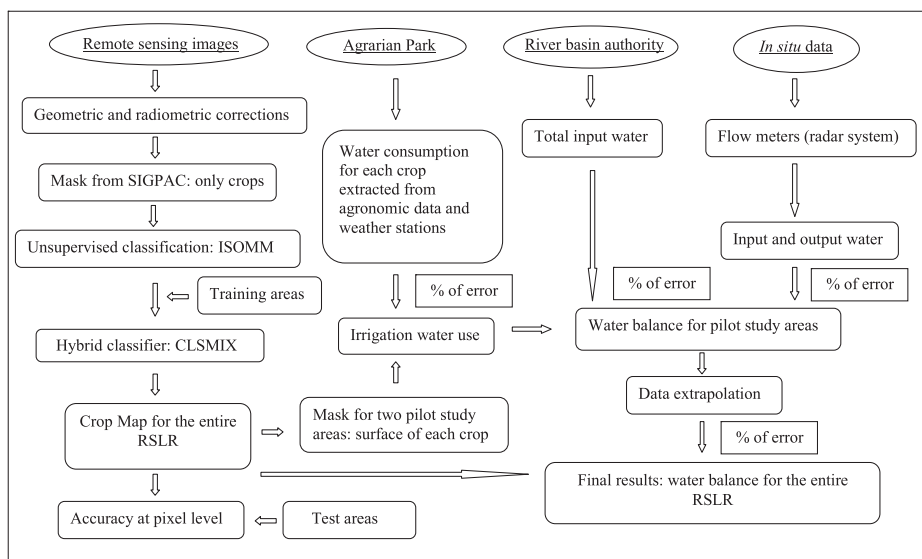 Remote sensing images
Agrarian Park
River basin authority
In situ data
Geometric and radiometric corrections
Mask from SIGPAC: only crops
Unsupervised classification: ISOMM
Training areas
Hybrid classifier: CLSMIX
Crop Map for the entire
RSLR
Accuracy at pixel level
Test areas
Water consumption
for each crop
extracted from
agronomic data and
weather stations
% of error
Irrigation water use
Mask for two pilot study
areas: surface of each crop
Total input water
% of error
Flow meters (radar system)
Input and output water
% of error
Water balance for pilot study areas
Data extrapolation
% of error
Final results: water balance for the entire
RSLR